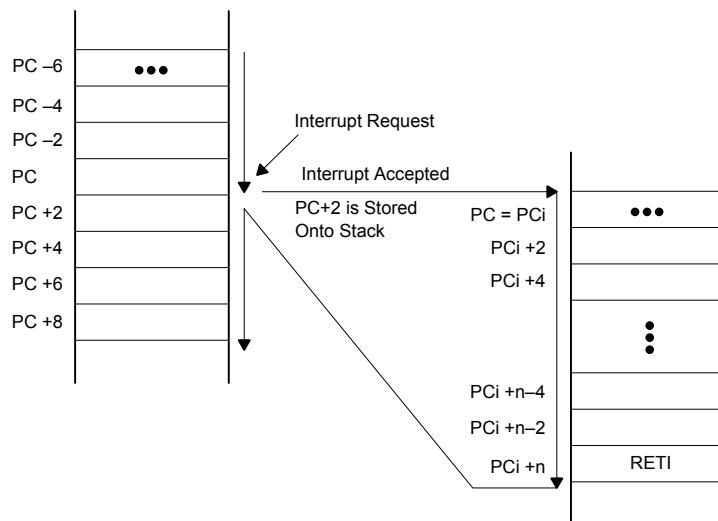 PC –6
PC –4
PC –2
PC
PC +2
PC +4
PC +6
PC +8
Interrupt Request
Interrupt Accepted
PC+2 is Stored
Onto Stack
PC = PCi
PCi +2
PCi +4
PCi +n–4
PCi +n–2
PCi +n
RETI